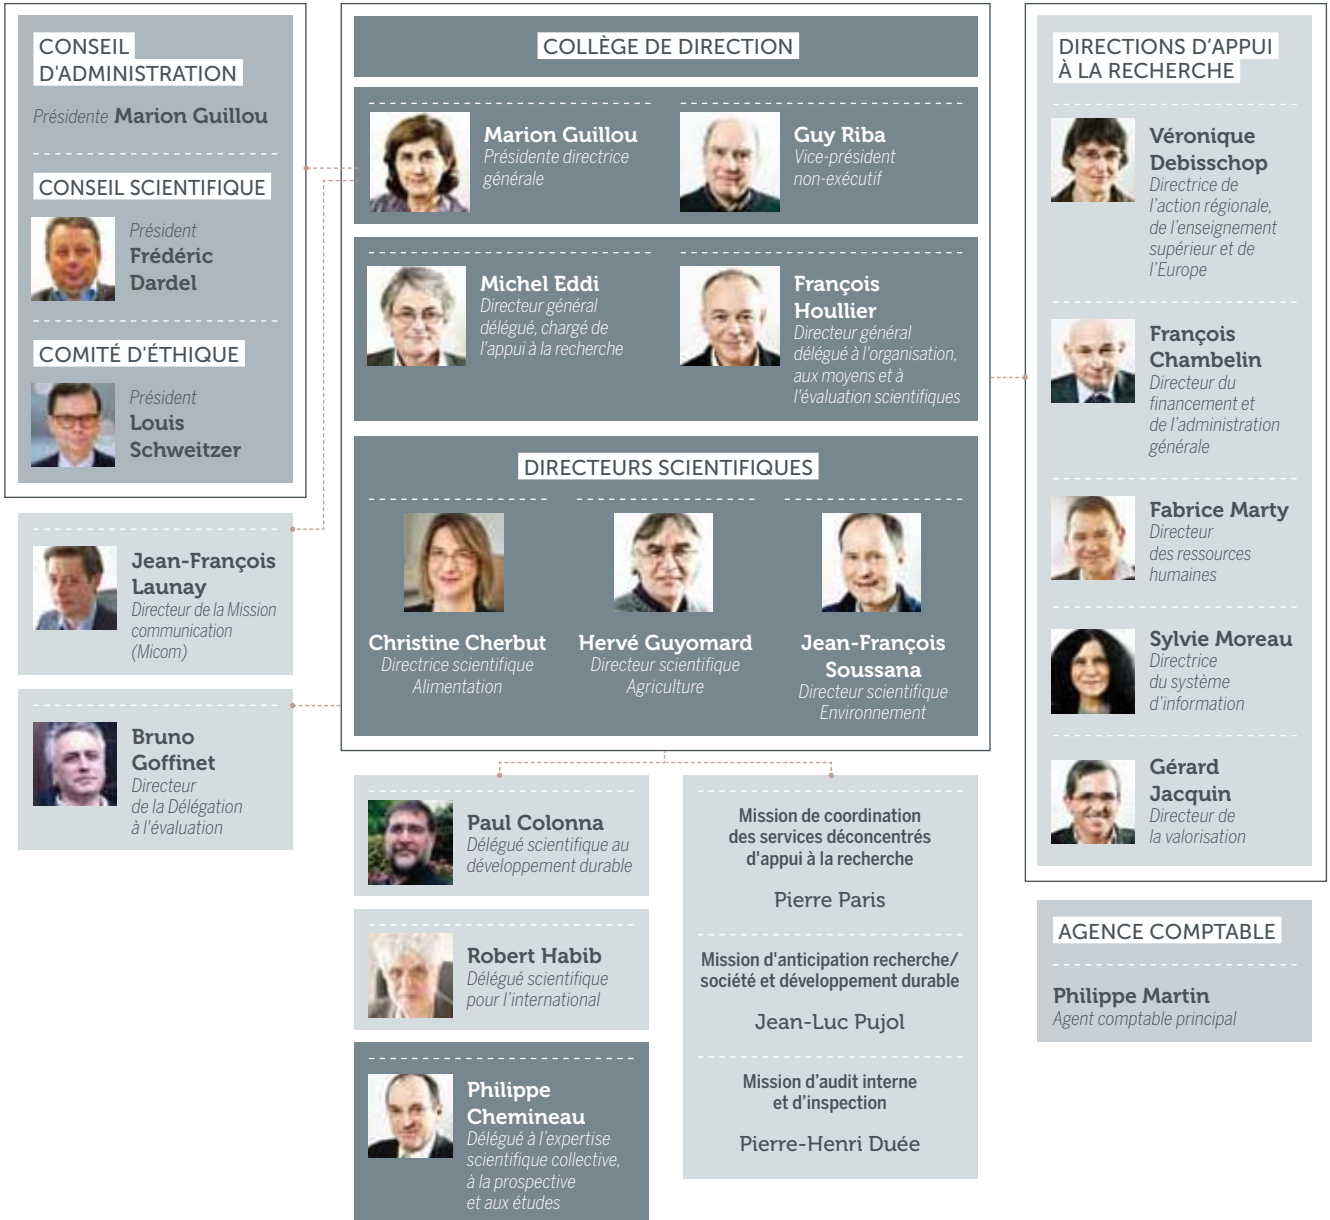 CONSEIL
D'ADMINISTRATION
Présidente Marion Guillou
CONSEIL SCIENTIFIQUE
Président
Frédéric
Dardel
COMITÉ D'ÉTHIQUE
Président
Louis
Schweitzer
Jean-François
Launay
Directeur de la Mission
communication
(Micom)
Bruno
Goffinet
Directeur
de la Délégation
à l'évaluation
COLLÈGE DE DIRECTION
Marion Guillou
Présidente directrice
générale
Guy Riba
Vice-président
non-exécutif
Michel Eddi
Directeur général
délégué, chargé de
l'appui à la recherche
François
Houllier
Directeur général
délégué à l'organisation,
aux moyens et à
l'évaluation scientifiques
DIRECTEURS SCIENTIFIQUES
Christine Cherbut
Directrice scientifique
Alimentation
Hervé Guyomard
Directeur scientifique
Agriculture
Jean-François
Soussana
Directeur scientifique
Environnement
Paul Colonna
Délégué scientifique au
développement durable
Robert Habib
Délégué scientifique
pour l'international
Philippe
Chemineau
Délégué à l'expertise
scientifique collective,
à la prospective
et aux études
Mission de coordination
des services déconcentrés
d'appui à la recherche
Pierre Paris
Mission d'anticipation recherche/
société et développement durable
Jean-Luc Pujol
Mission d'audit interne
et d'inspection
Pierre-Henri Duée
DIRECTIONS D'APPUI
À LA RECHERCHE
Véronique
Debisschop
Directrice de
l'action régionale,
de l'enseignement
supérieur et de
l'Europe
François
Chambelin
Directeur du
financement et
de l'administration
générale
Fabrice Marty
Directeur
des ressources
humaines
Sylvie Moreau
Directrice
du système
d'information
Gérard
Jacquin
Directeur de
la valorisation
AGENCE COMPTABLE
Philippe Martin
Agent comptable principal